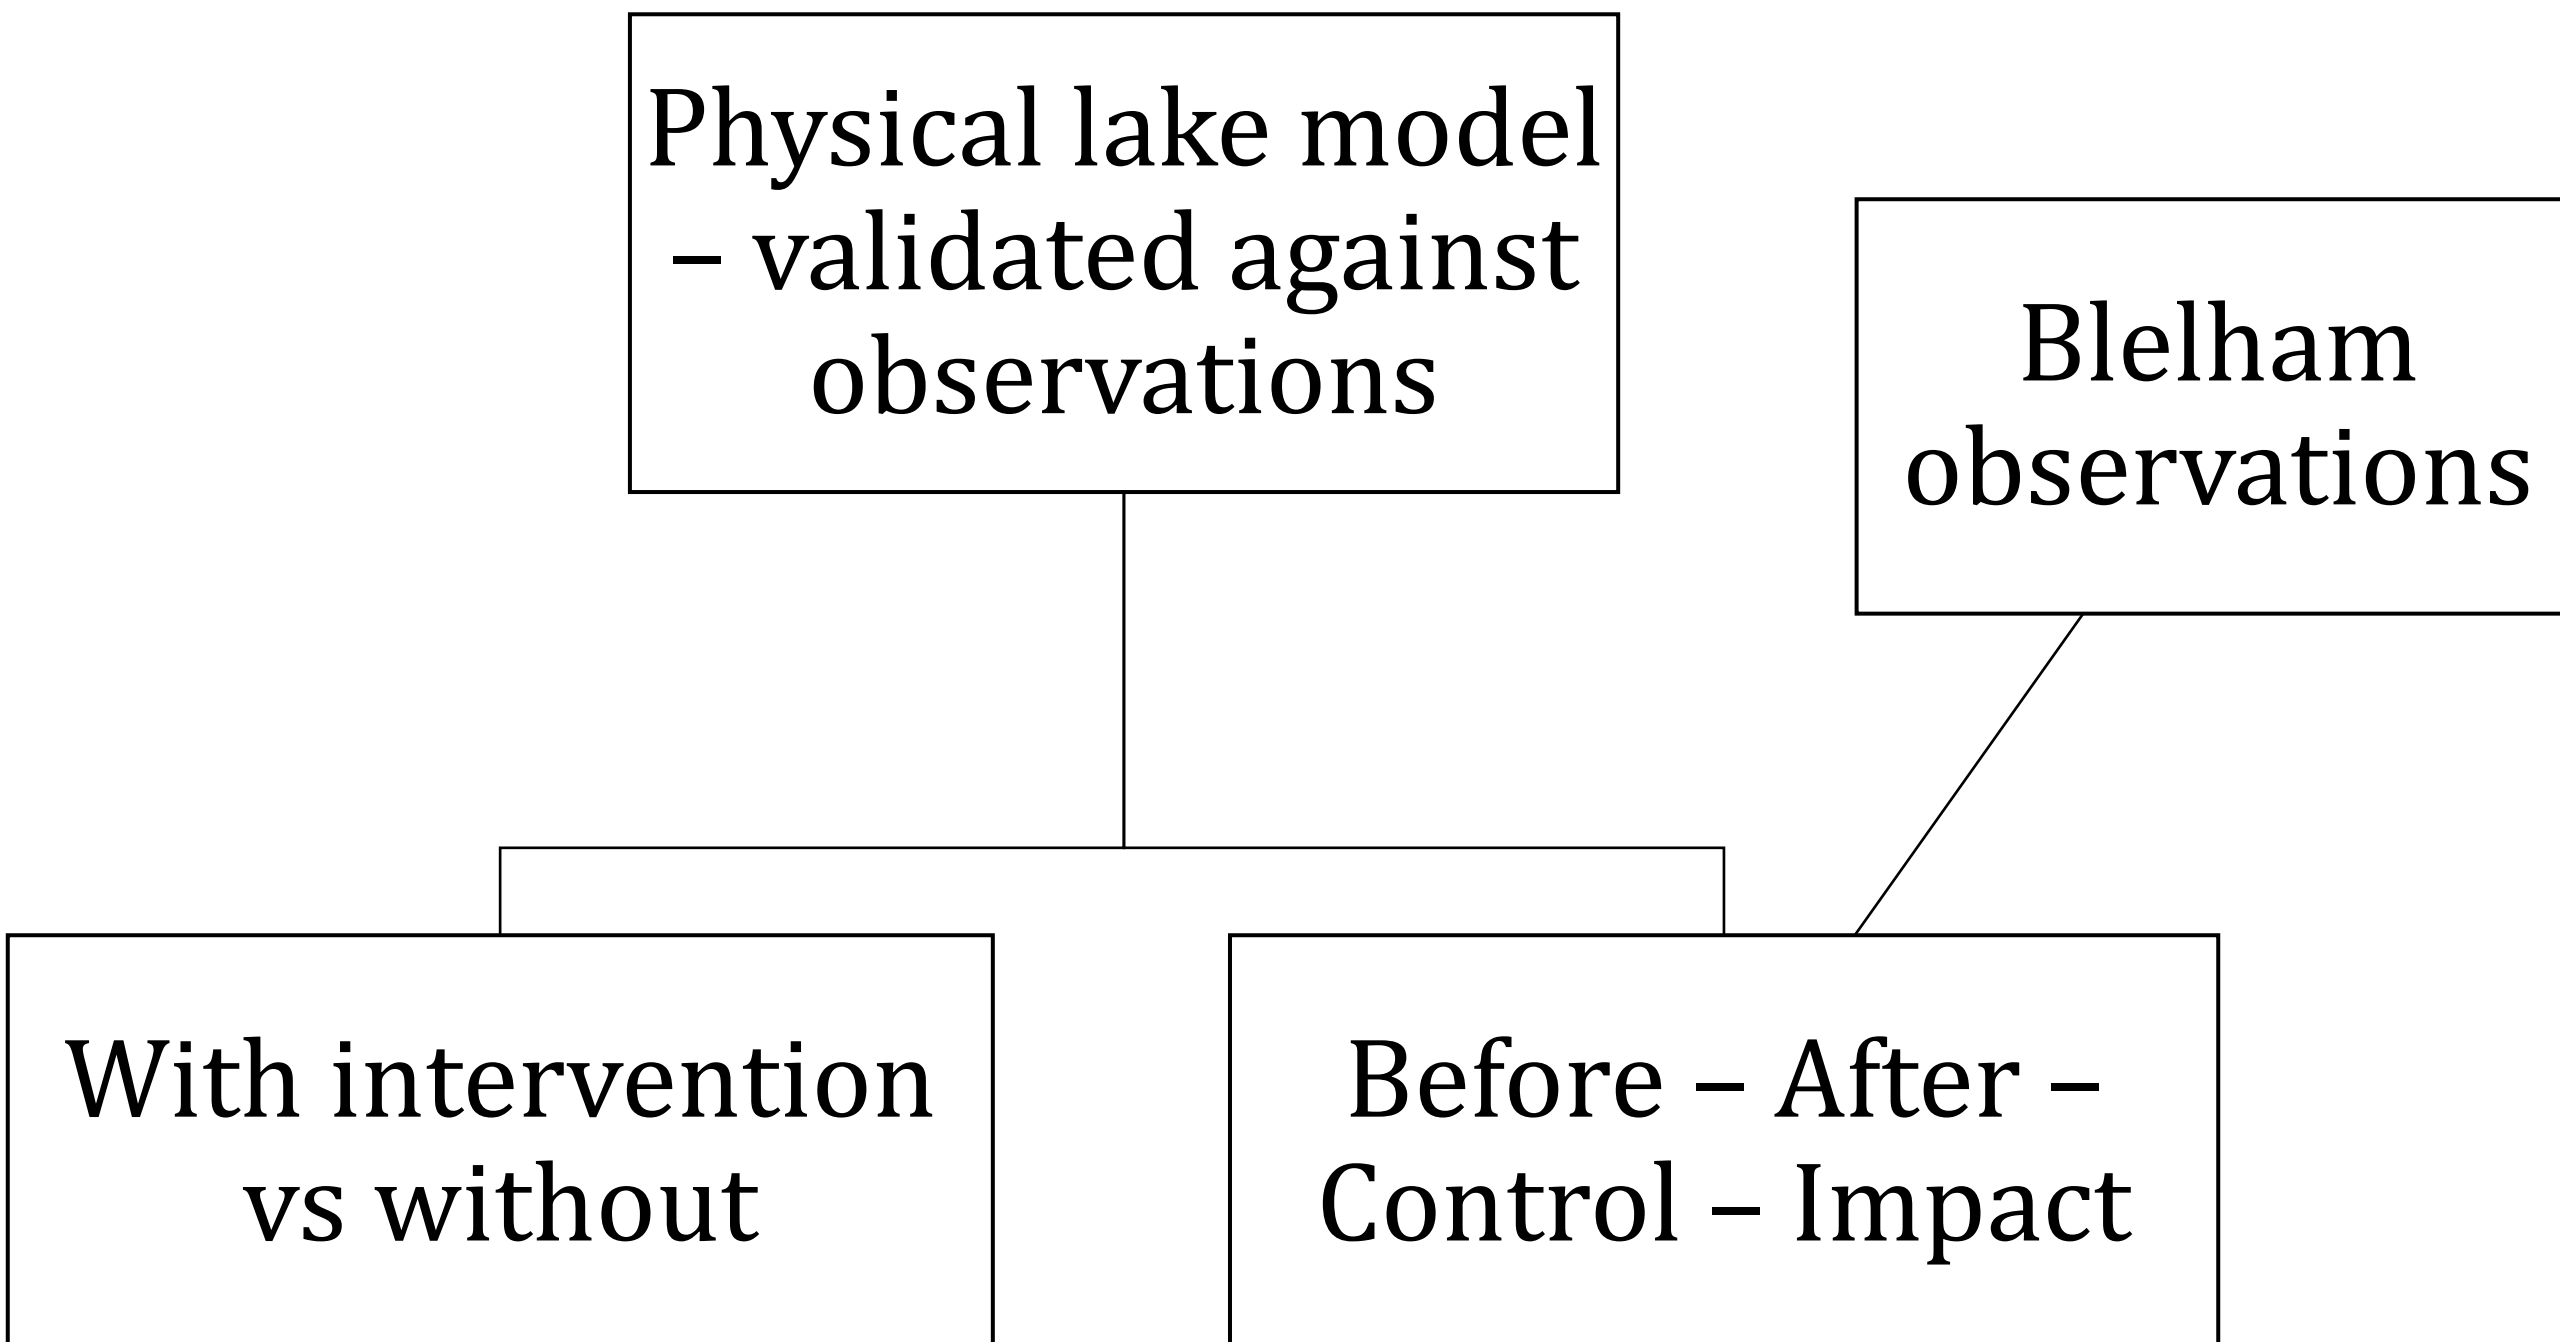 Physical lake model
– validated against
observations
Blelham
observations
With intervention
vs without
Before – After –
Control – Impact